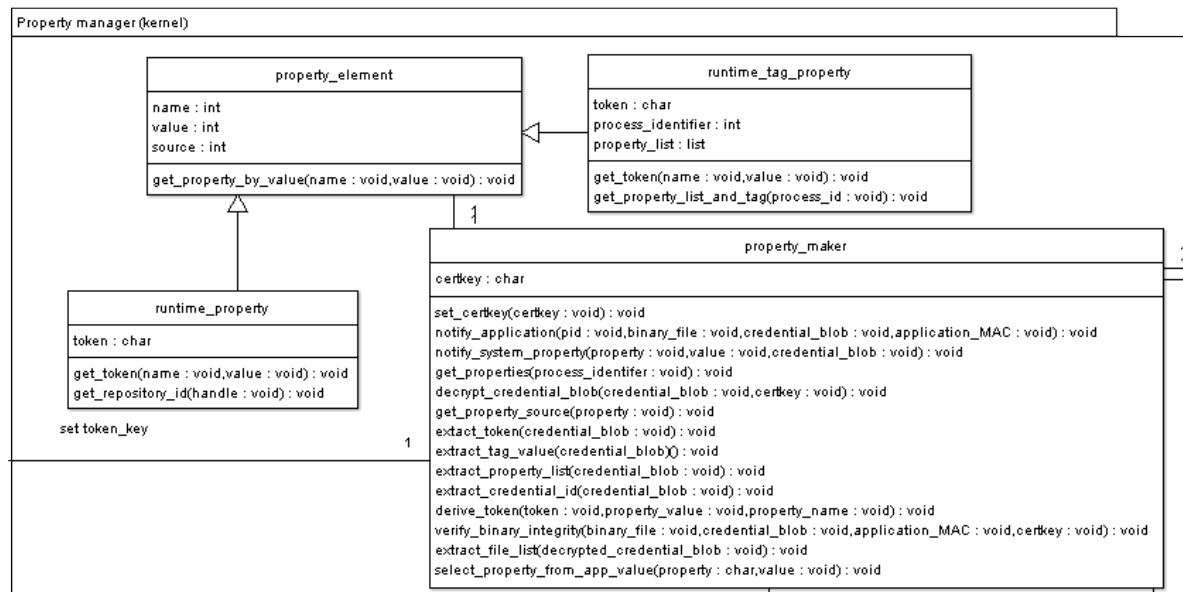 Property manager (kernel)
property_element
name : int
value : int
source : int
get_property_by_value(name : void,value : void) : void
runtime_tag_property
token : char
process_identifier : int
property_list : list
get_token(name : void,value : void) : void
get_property_list_and_tag(process_id : void) : void
1
property_maker
certkey : char
set_certkey(certkey : void) : void
notify_application(pid : void,binary_file : void,credential_blob : void,application_MAC : void) : void
notify_system_property(property : void,value : void,credential_blob : void) : void
get_properties(process_identifer : void) : void
decrypt_credential_blob(credential_blob : void,certkey : void) : void
get_property_source(property : void) : void
extact_token(credential_blob : void) : void
extract_tag_value(credential_blob)() : void
extract_property_list(credential_blob : void) : void
extract_credential_id(credential_blob : void) : void
derive_token(token : void,property_value : void,property_name : void) : void
verify_binary_integrity(binary_file : void,credential_blob : void,application_MAC : void,certkey : void) : void
extract_file_list(decrypted_credential_blob : void) : void
select_property_from_app_value(property : char,value : void) : void
runtime_property
token : char
get_token(name : void,value : void) : void
get_repository_id(handle : void) : void
set token_key
1